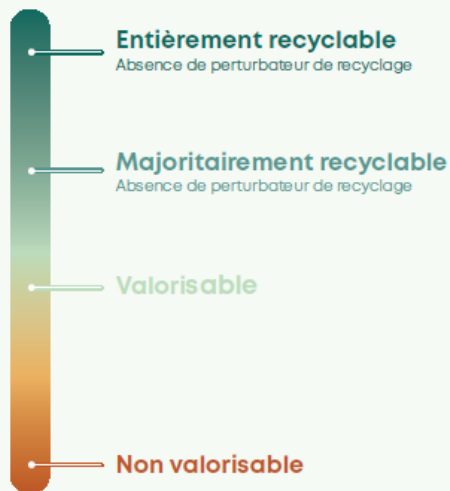 Entièrement recyclable
Absence de perturbateur de recyclage
Majoritairement recyclable
Absence de perturbateur de recyclage
Valorisable
Non valorisable